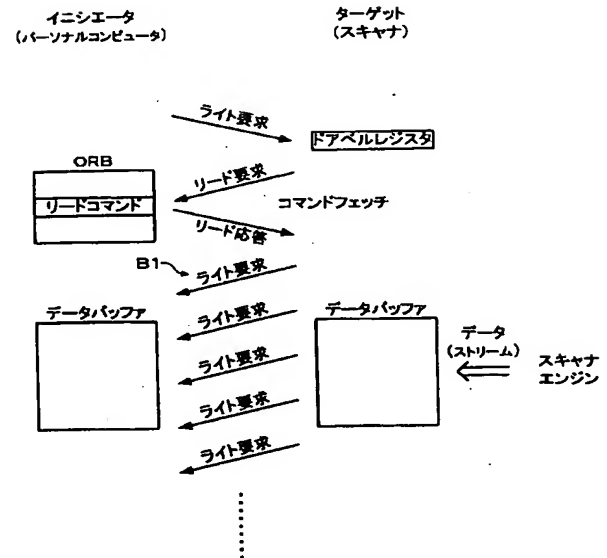 イニシエータ
(パーソナルコンピュータ)
ターゲット
(スキャナ)
ライト要求
ドアベルレジスタ
ORB
リード要求
リードコマンド
コマンドフェッチ
リード応答
B1
ライト要求
データバッファ
ライト要求
データバッファ
データ
(ストリーム)
スキャナ
エンジン
ライト要求
ライト要求
ライト要求